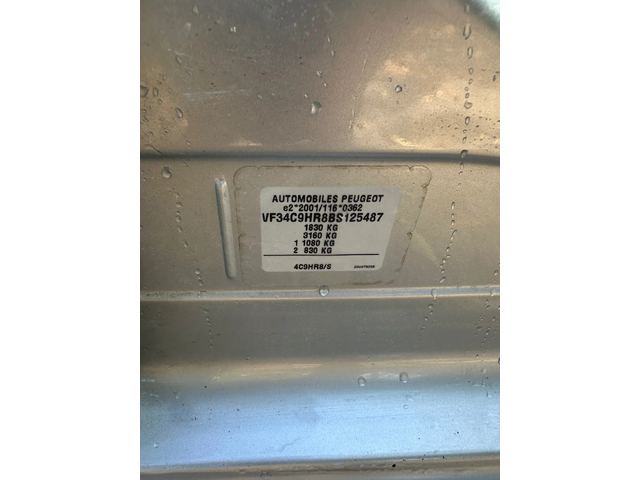 AUTOMOBILES PEUGEOT
e2*2001/116*0362
VF34C9HR8BS125487
1830 KG
3160 KG
1 1080 KG
2 830 KG
4C9HR8/S